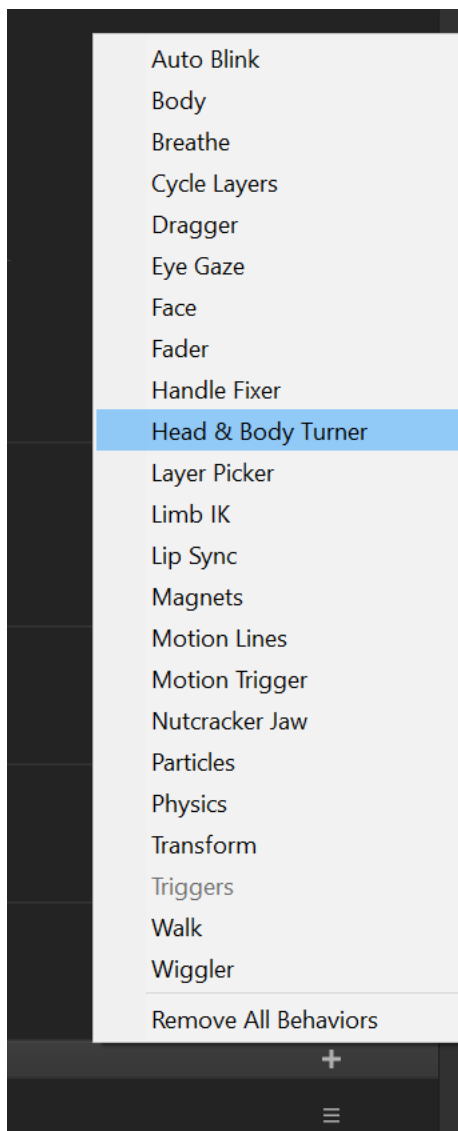 Auto Blink
Body
Breathe
Cycle Layers
Dragger
Eye Gaze
Face
Fader
Handle Fixer
Head & Body Turner
Layer Picker
Limb IK
Lip Sync
Magnets
Motion Lines
Motion Trigger
Nutcracker Jaw
Particles
Physics
Transform
Triggers
Walk
Wiggler
Remove All Behaviors